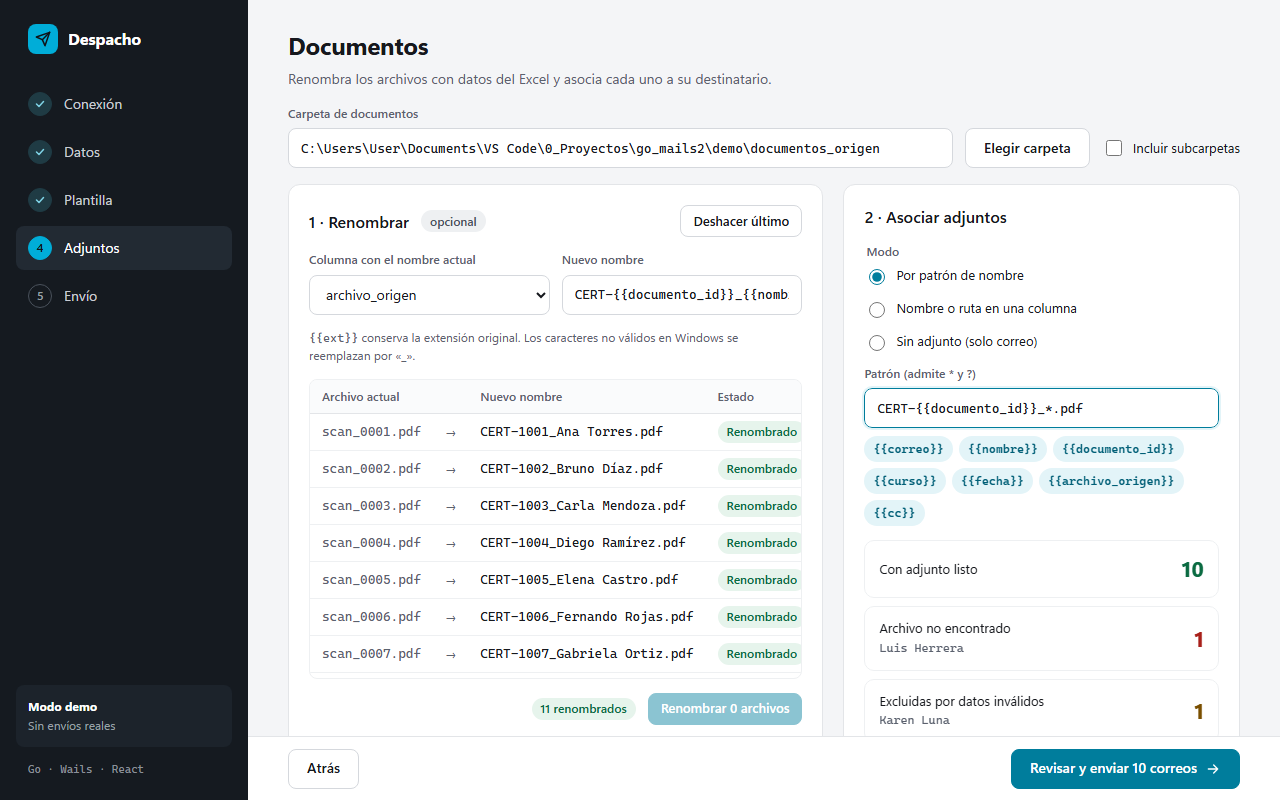 Despacho
Conexión
Datos
Plantilla
4 Adjuntos
5 Envío
Modo demo
Sin envíos reales
Go · Wails · React
Documentos
Renombra los archivos con datos del Excel y asocia cada uno a su destinatario.
Carpeta de documentos
C:\Users\User\Documents\VS Code\0_Proyectos\go_mails2\demo\documentos_origen
Elegir carpeta
Incluir subcarpetas
1 · Renombrar opcional
Deshacer último
Columna con el nombre actual
archivo_origen
Nuevo nombre
CERT-{{documento_id}}_{{nomb
{{ext}} conserva la extensión original. Los caracteres no válidos en Windows se
reemplazan por «_».
Archivo actual Nuevo nombre Estado
scan_0001.pdf → CERT-1001_Ana Torres.pdf Renombrado
scan_0002.pdf → CERT-1002_Bruno Díaz.pdf Renombrado
scan_0003.pdf → CERT-1003_Carla Mendoza.pdf Renombrado
scan_0004.pdf → CERT-1004_Diego Ramírez.pdf Renombrado
scan_0005.pdf → CERT-1005_Elena Castro.pdf Renombrado
scan_0006.pdf → CERT-1006_Fernando Rojas.pdf Renombrado
scan_0007.pdf → CERT-1007_Gabriela Ortiz.pdf Renombrado
11 renombrados
Renombrar 0 archivos
2 · Asociar adjuntos
Modo
Por patrón de nombre
Nombre o ruta en una columna
Sin adjunto (solo correo)
Patrón (admite * y ?)
CERT-{{documento_id}}_*.pdf
{{correo}} {{nombre}} {{documento_id}}
{{curso}} {{fecha}} {{archivo_origen}}
{{cc}}
Con adjunto listo 10
Archivo no encontrado 1
Luis Herrera
Excluidas por datos inválidos 1
Karen Luna
Atrás
Revisar y enviar 10 correos →